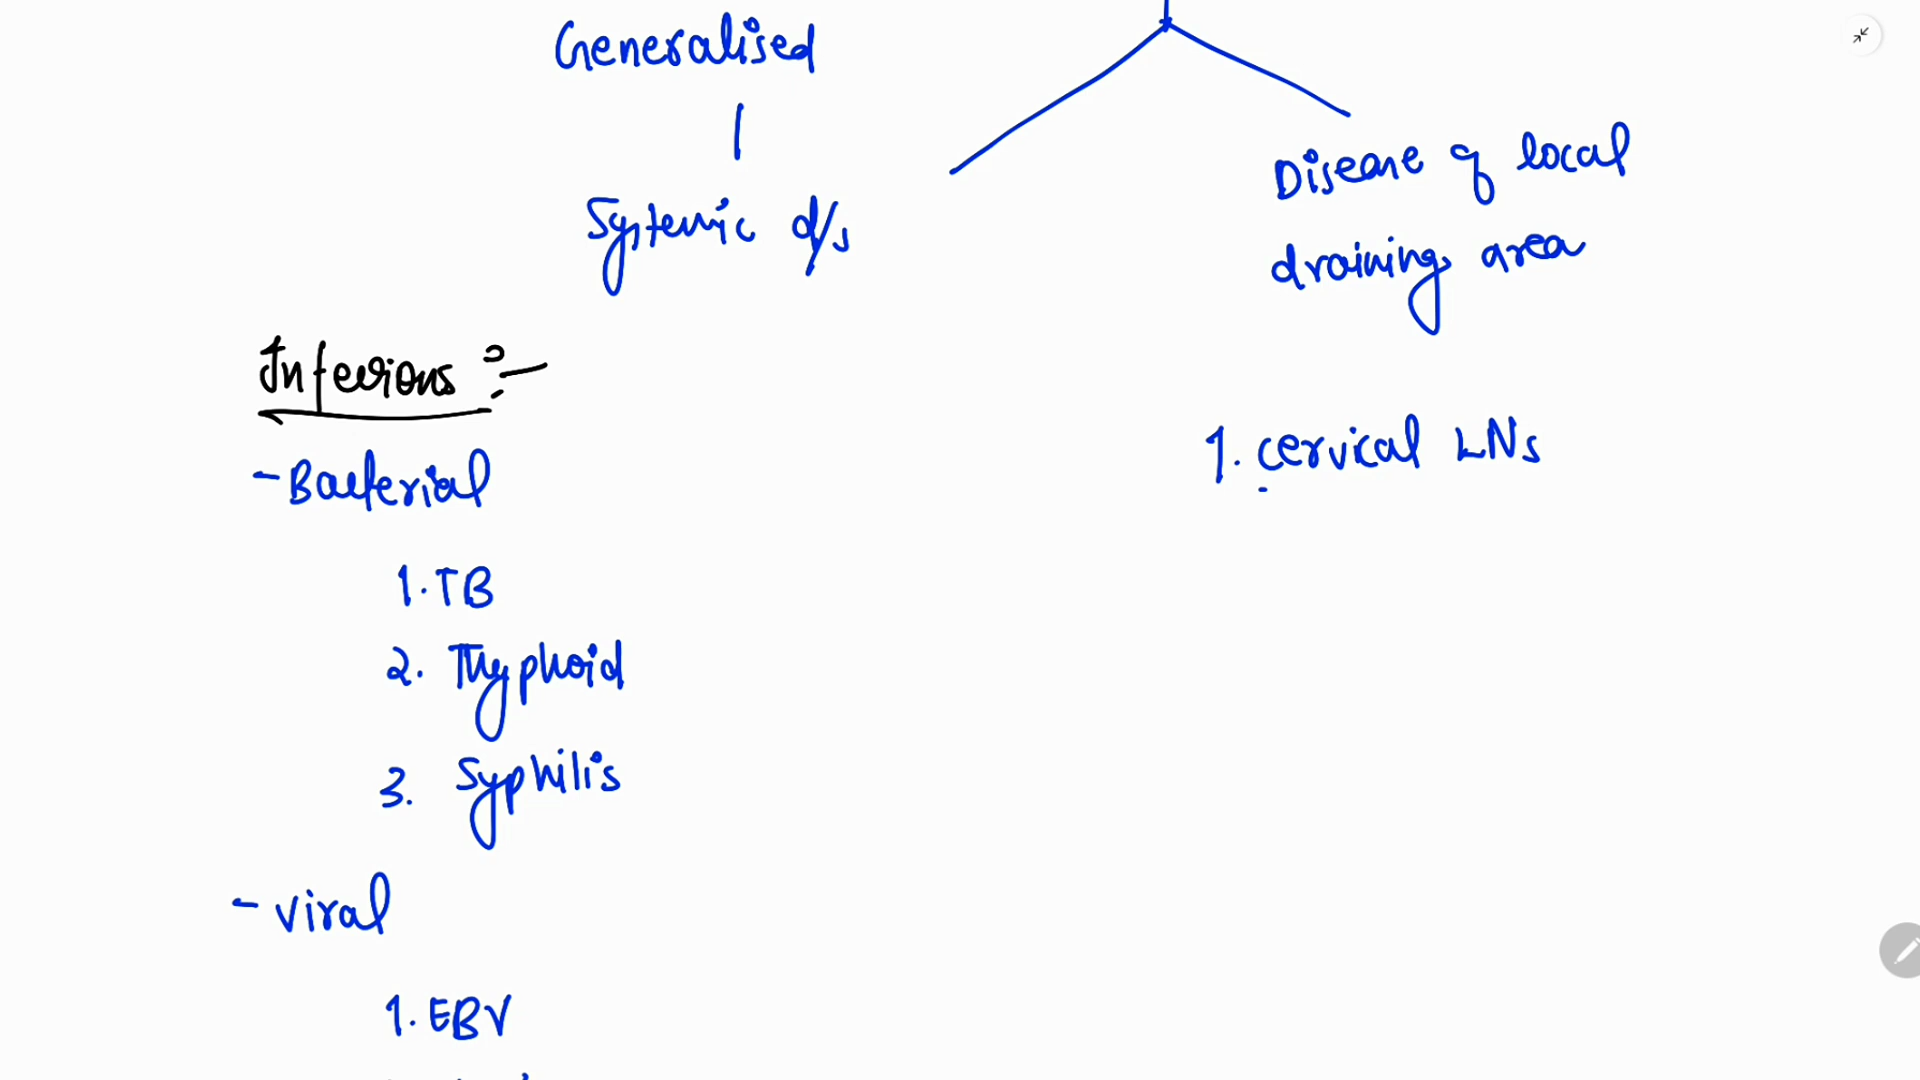 Generalised
Systemic d/s
Disease of local
draining area
Infections :-
- Bacterial
1. TB
2. Thyphoid
3. Syphilis
- viral
1. EBV
1. cervical LNs